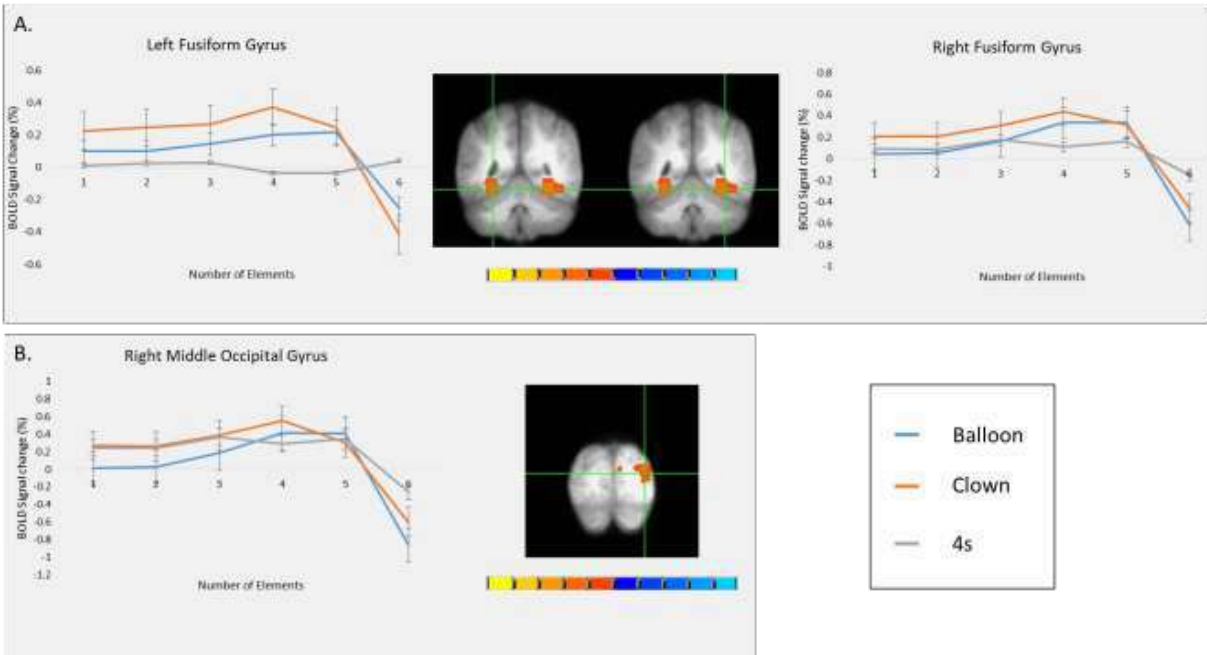 A.
Left Fusiform Gyrus
BOLD Signal Change (%)
0.6
0.4
0.2
0
-0.2
-0.4
-0.6
1 2 3 4 5 6
Number of Elements
Right Fusiform Gyrus
BOLD Signal change (%)
0.8
0.6
0.4
0.2
0
-0.2
-0.4
-0.6
-0.8
-1
1 2 3 4 5 6
Number of Elements
B.
Right Middle Occipital Gyrus
BOLD Signal change (%)
1
0.8
0.6
0.4
0.2
0
-0.2
-0.4
-0.6
-0.8
-1
-1.2
1 2 3 4 5 6
Number of Elements
Balloon
Clown
4s